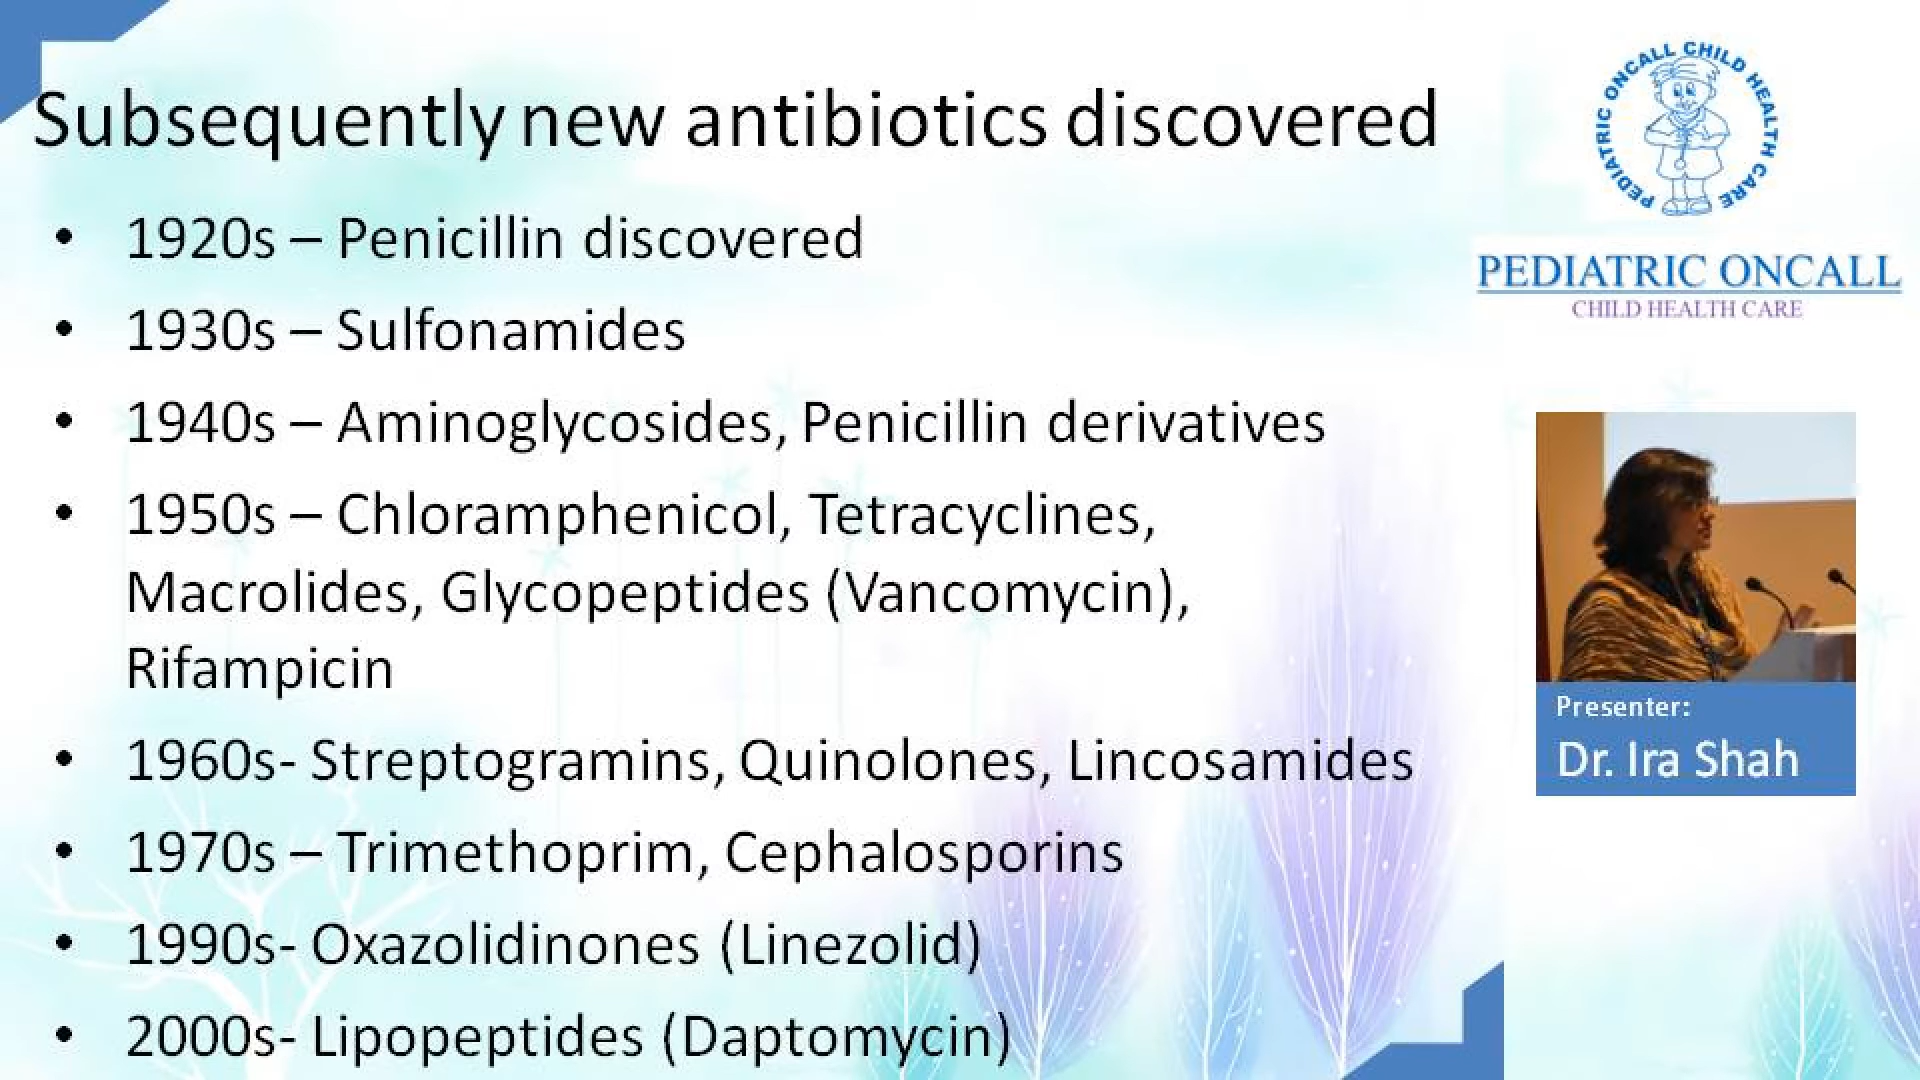 Subsequently new antibiotics discovered
• 1920s – Penicillin discovered
• 1930s – Sulfonamides
• 1940s – Aminoglycosides, Penicillin derivatives
• 1950s – Chloramphenicol, Tetracyclines,
Macrolides, Glycopeptides (Vancomycin),
Rifampicin
• 1960s- Streptogramins, Quinolones, Lincosamides
• 1970s – Trimethoprim, Cephalosporins
• 1990s- Oxazolidinones (Linezolid)
• 2000s- Lipopeptides (Daptomycin)
PEDIATRIC ONCALL CHILD HEALTH CARE
PEDIATRIC ONCALL
CHILD HEALTH CARE
Presenter:
Dr. Ira Shah